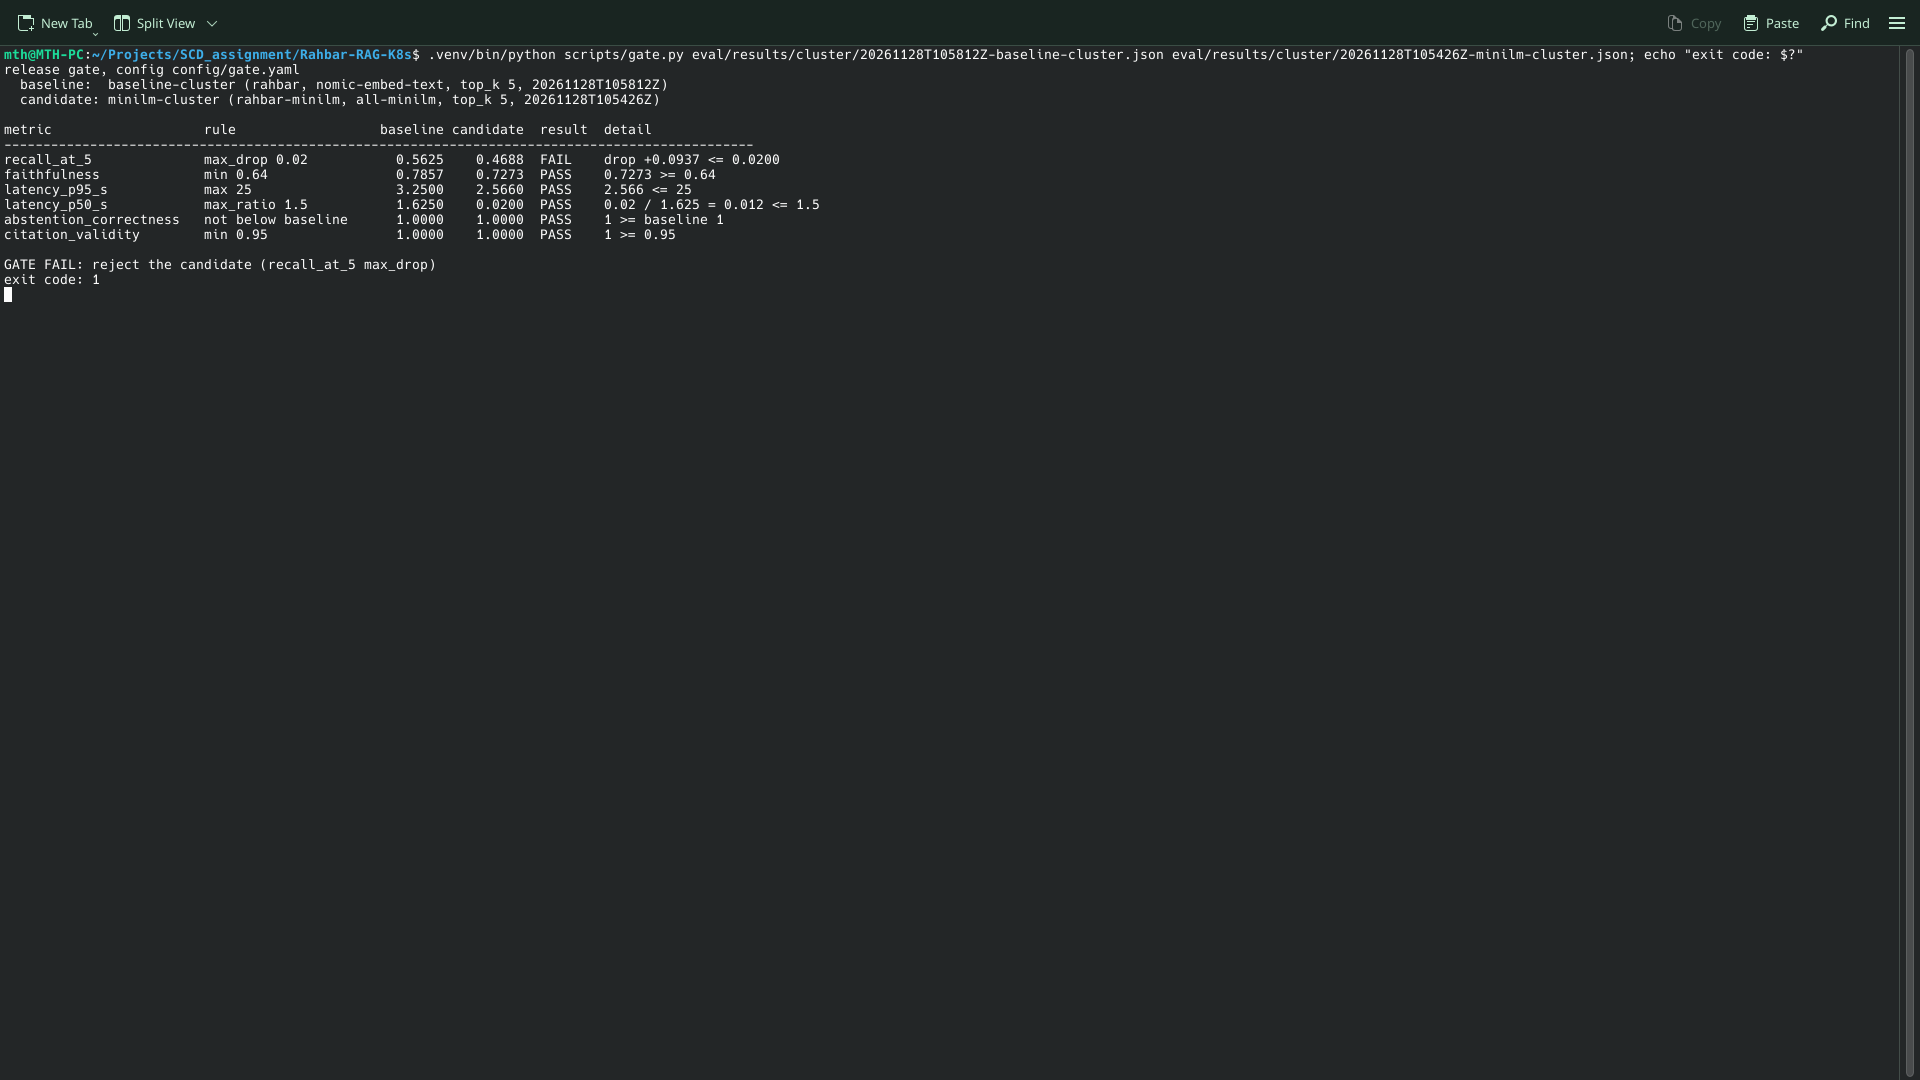 New Tab Split View Copy Paste Find
mth@MTH-PC:~/Projects/SCD_assignment/Rahbar-RAG-K8s$ .venv/bin/python scripts/gate.py eval/results/cluster/20261128T105812Z-baseline-cluster.json eval/results/cluster/20261128T105426Z-minilm-cluster.json; echo "exit code: $?"
release gate, config config/gate.yaml
  baseline:  baseline-cluster (rahbar, nomic-embed-text, top_k 5, 20261128T105812Z)
  candidate: minilm-cluster (rahbar-minilm, all-minilm, top_k 5, 20261128T105426Z)
metric                   rule                  baseline candidate  result  detail
----------------------------------------------------------------------------------------------
recall_at_5              max_drop 0.02           0.5625    0.4688  FAIL    drop +0.0937 <= 0.0200
faithfulness             min 0.64                0.7857    0.7273  PASS    0.7273 >= 0.64
latency_p95_s            max 25                  3.2500    2.5660  PASS    2.566 <= 25
latency_p50_s            max_ratio 1.5           1.6250    0.0200  PASS    0.02 / 1.625 = 0.012 <= 1.5
abstention_correctness   not below baseline      1.0000    1.0000  PASS    1 >= baseline 1
citation_validity        min 0.95                1.0000    1.0000  PASS    1 >= 0.95
GATE FAIL: reject the candidate (recall_at_5 max_drop)
exit code: 1